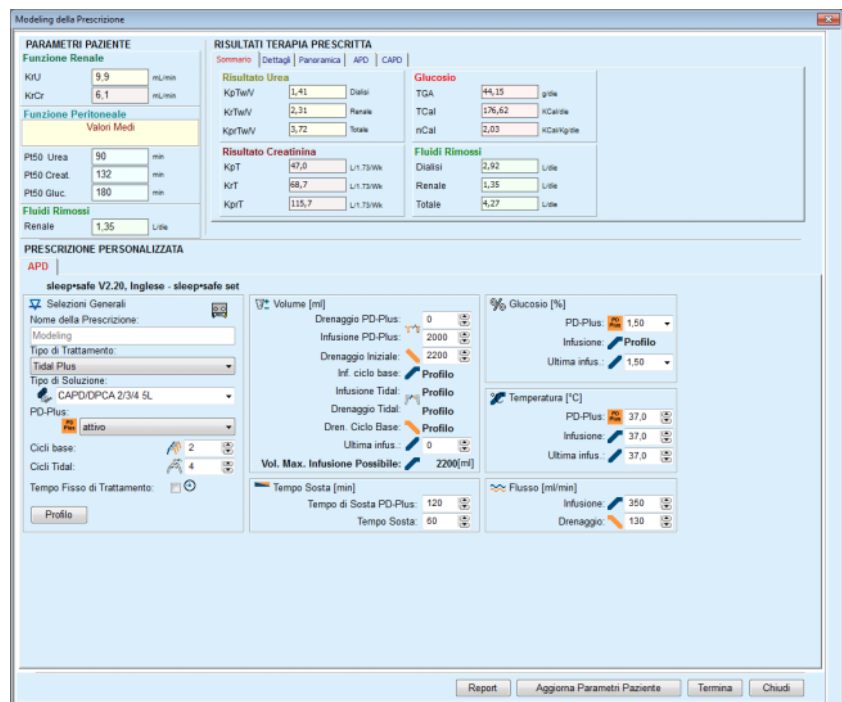 Modeling della Prescrizione
PARAMETRI PAZIENTE
Funzione Renale
KrU 9,9 mL/min
KrCr 6,1 mL/min
Funzione Peritoneale
Valori Medi
Pt50 Urea 90 min
Pt50 Creat. 132 min
Pt50 Gluc. 180 min
Fluidi Rimossi
Renale 1,35 L/die
RISULTATI TERAPIA PRESCRITTA
Sommario Dettagli Panoramica APD CAPD
Risultato Urea
KpTw/V 1,41 Dialisi
KrTw/V 2,31 Renale
KprTw/V 3,72 Totale
Glucosio
TGA 44,15 g/die
TCal 176,62 KCal/die
nCal 2,03 KCal/Kg/die
Risultato Creatinina
KpT 47,0 L/1.73/Wk
KrT 68,7 L/1.73/Wk
KprT 115,7 L/1.73/Wk
Fluidi Rimossi
Dialisi 2,92 L/die
Renale 1,35 L/die
Totale 4,27 L/die
PRESCRIZIONE PERSONALIZZATA
APD
sleep•safe V2.20, Inglese - sleep•safe set
Selezioni Generali
Nome della Prescrizione:
Modeling
Tipo di Trattamento:
Tidal Plus
Tipo di Soluzione:
CAPD/DPCA 2/3/4 5L
PD-Plus:
PD-Plus attivo
Cicli base: 2
Cicli Tidal: 4
Tempo Fisso di Trattamento:
Profilo
Volume [ml]
Drenaggio PD-Plus: 0
Infusione PD-Plus: 2000
Drenaggio Iniziale: 2200
Inf. ciclo base: Profilo
Infusione Tidal: Profilo
Drenaggio Tidal: Profilo
Dren. Ciclo Base: Profilo
Ultima infus.: 0
Vol. Max. Infusione Possibile: 2200[ml]
Tempo Sosta [min]
Tempo di Sosta PD-Plus: 120
Tempo Sosta: 60
Glucosio [%]
PD-Plus: PD-Plus 1,50
Infusione: Profilo
Ultima infus.: 1,50
Temperatura [°C]
PD-Plus: PD-Plus 37,0
Infusione: 37,0
Ultima infus.: 37,0
Flusso [ml/min]
Infusione: 350
Drenaggio: 130
Report Aggiorna Parametri Paziente Termina Chiudi